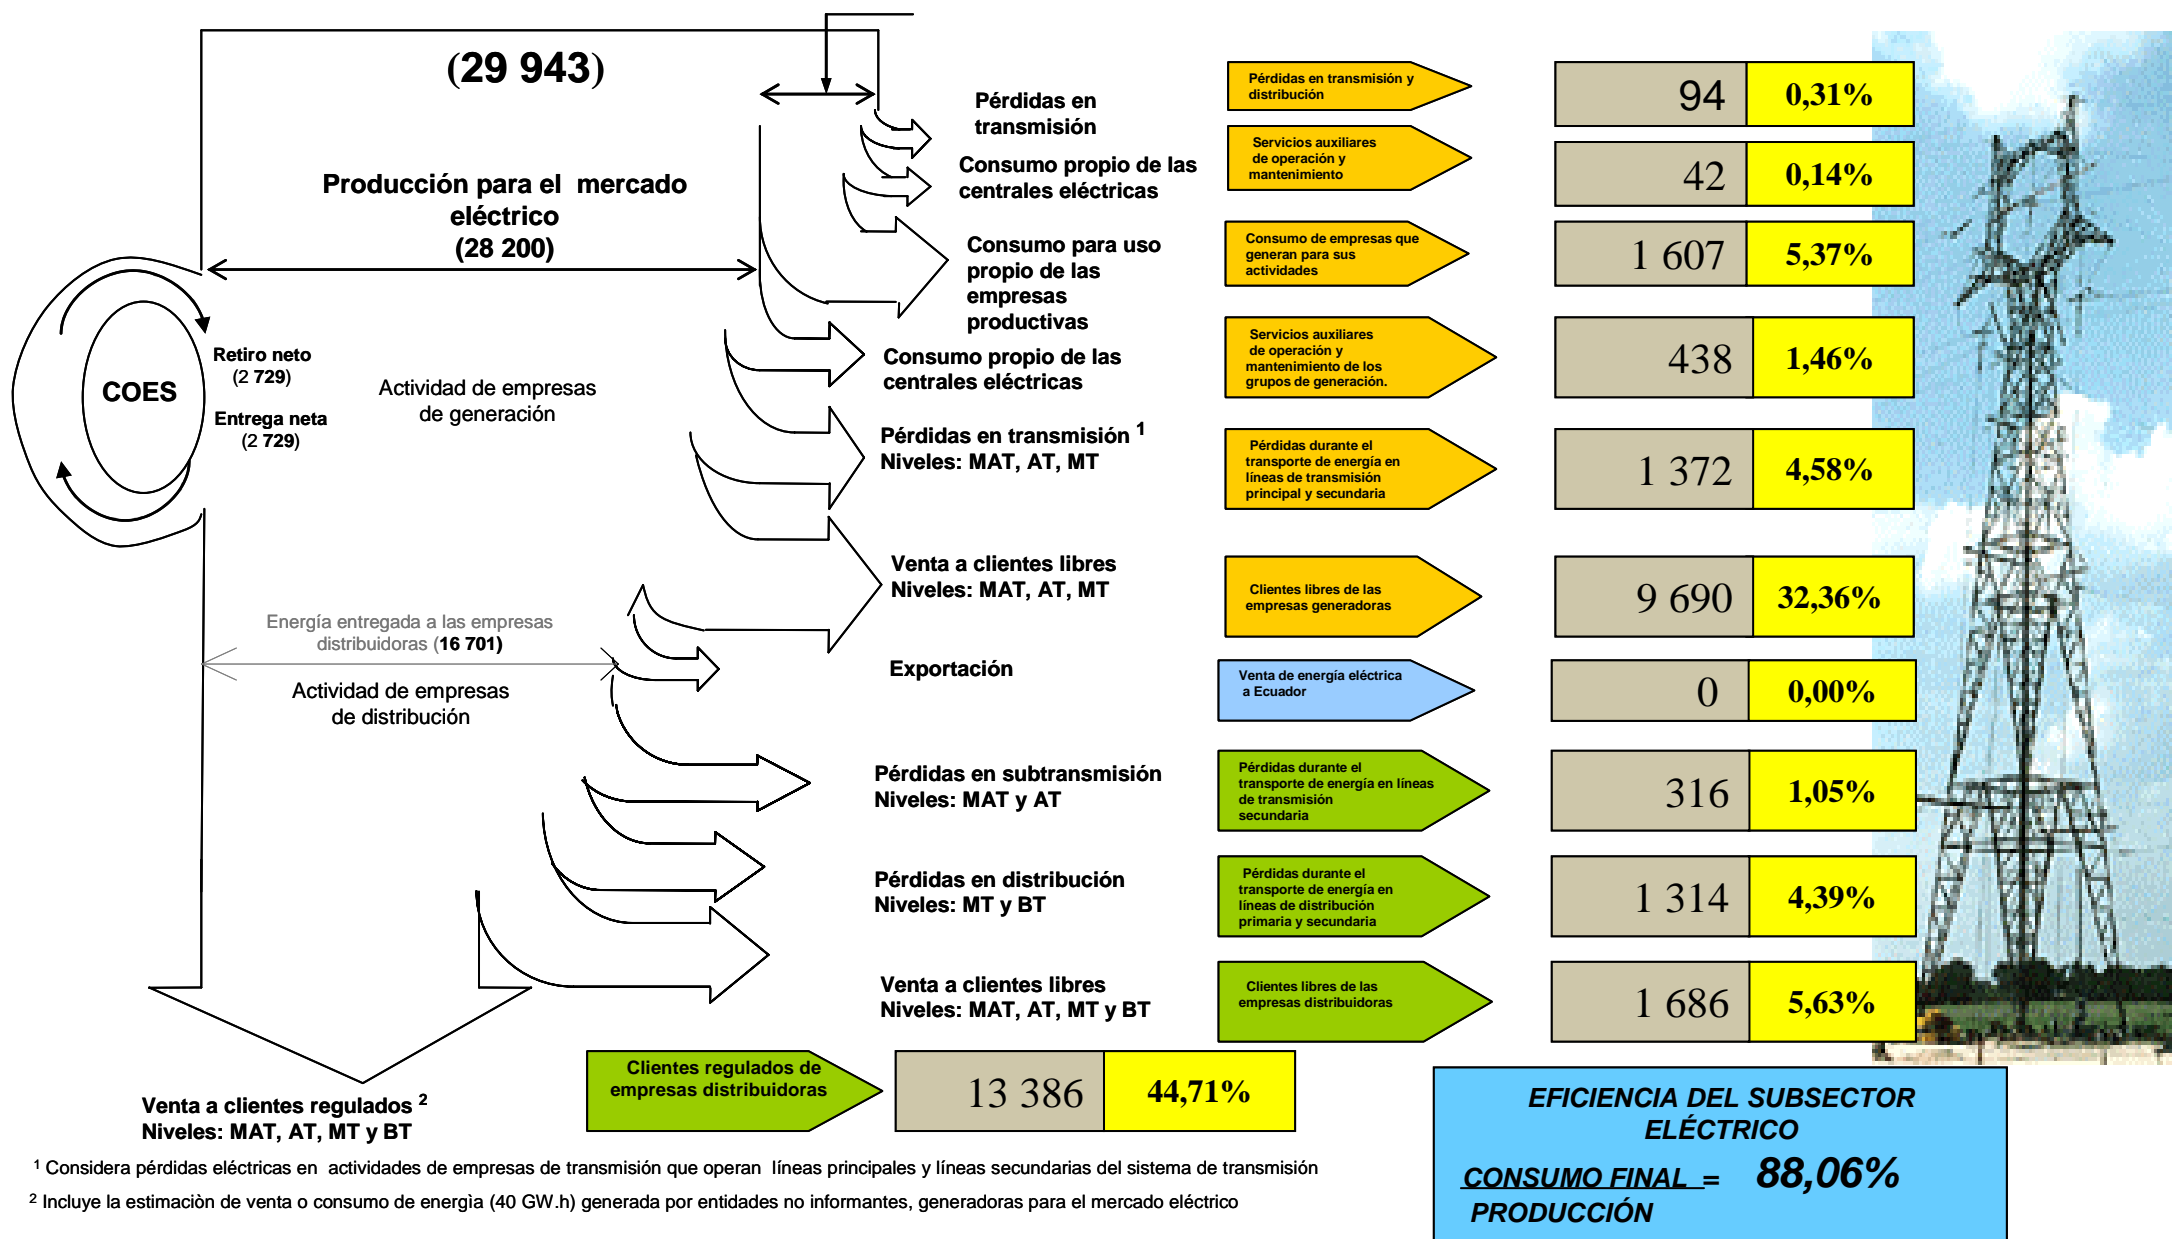 (29 943)
Producción para el mercado
eléctrico
(28 200)
COES
Retiro neto
(2 729)
Entrega neta
(2 729)
Actividad de empresas
de generación
Energía entregada a las empresas
distribuidoras (16 701)
Actividad de empresas
de distribución
Pérdidas en
transmisión
Pérdidas en transmisión y
distribución
94
0,31%
Consumo propio de las
centrales eléctricas
Servicios auxiliares
de operación y
mantenimiento
42
0,14%
Consumo para uso
propio de las
empresas
productivas
Consumo de empresas que
generan para sus
actividades
1 607
5,37%
Consumo propio de las
centrales eléctricas
Servicios auxiliares
de operación y
mantenimiento de los
grupos de generación.
438
1,46%
Pérdidas en transmisión ¹
Niveles: MAT, AT, MT
Pérdidas durante el
transporte de energía en
líneas de transmisión
principal y secundaria
1 372
4,58%
Venta a clientes libres
Niveles: MAT, AT, MT
Clientes libres de las
empresas generadoras
9 690
32,36%
Exportación
Venta de energía eléctrica
a Ecuador
0
0,00%
Pérdidas en subtransmisión
Niveles: MAT y AT
Pérdidas durante el
transporte de energía en líneas
de transmisión
secundaria
316
1,05%
Pérdidas en distribución
Niveles: MT y BT
Pérdidas durante el
transporte de energía en
líneas de distribución
primaria y secundaria
1 314
4,39%
Venta a clientes libres
Niveles: MAT, AT, MT y BT
Clientes libres de las
empresas distribuidoras
1 686
5,63%
Venta a clientes regulados ²
Niveles: MAT, AT, MT y BT
Clientes regulados de
empresas distribuidoras
13 386
44,71%
EFICIENCIA DEL SUBSECTOR
ELÉCTRICO
CONSUMO FINAL = 88,06%
PRODUCCIÓN
¹ Considera pérdidas eléctricas en actividades de empresas de transmisión que operan líneas principales y líneas secundarias del sistema de transmisión
² Incluye la estimaciòn de venta o consumo de energìa (40 GW.h) generada por entidades no informantes, generadoras para el mercado eléctrico